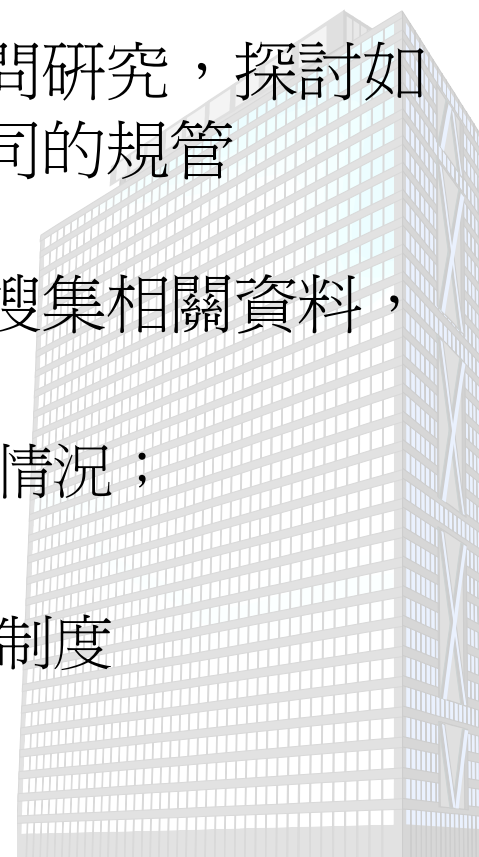 問研究，探討如
司的規管
搜集相關資料，
情況；
制度